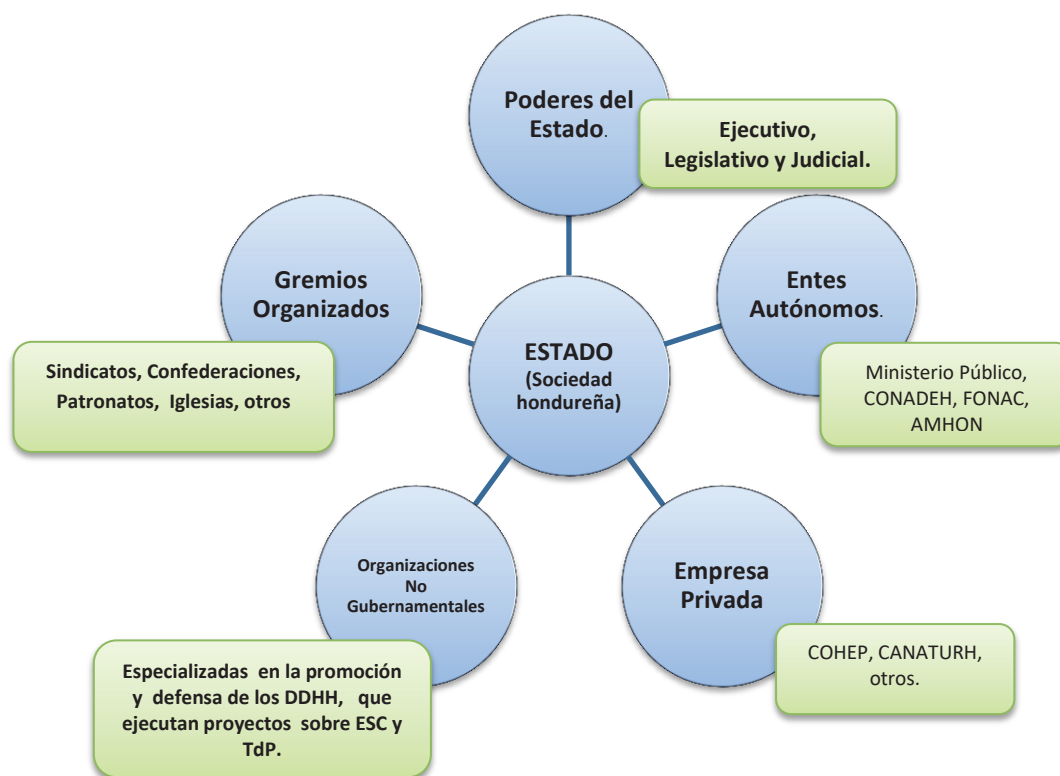 Poderes del
Estado.
Ejecutivo,
Legislativo y Judicial.
Gremios
Organizados
Sindicatos, Confederaciones,
Patronatos, Iglesias, otros
Entes
Autónomos.
Ministerio Público,
CONADEH, FONAC,
AMHON
ESTADO
(Sociedad
hondureña)
Organizaciones
No
Gubernamentales
Especializadas en la promoción
y defensa de los DDHH, que
ejecutan proyectos sobre ESC y
TdP.
Empresa
Privada
COHEP, CANATURH,
otros.